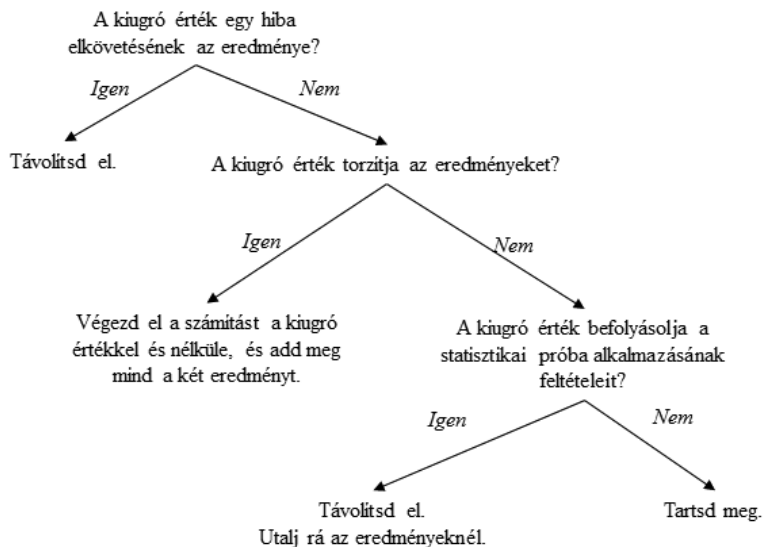 A kiugró érték egy hiba
elkövetésének az eredménye?
Igen
Nem
Távolítsd el.
A kiugró érték torzítja az eredményeket?
Igen
Nem
Végezd el a számítást a kiugró
értékkel és nélküle, és add meg
mind a két eredményt.
A kiugró érték befolyásolja a
statisztikai próba alkalmazásának
feltételeit?
Igen
Nem
Távolítsd el.
Utalj rá az eredményeknél.
Tartsd meg.